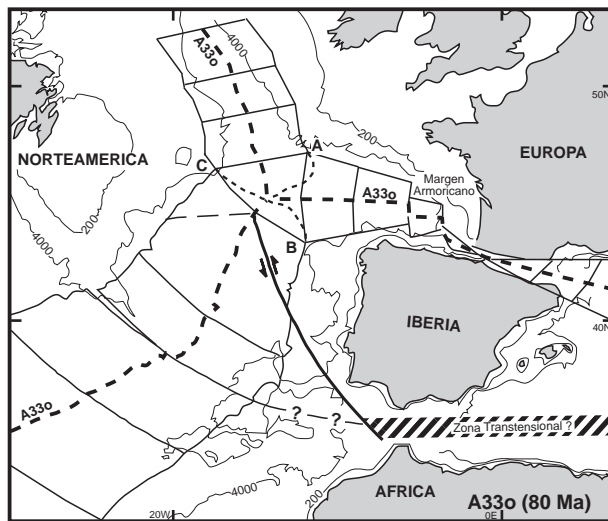 4000
A33o
50N
200
A
NORTEAMERICA
C
Margen
Armoricano
EUROPA
A33o
200
4000
B
IBERIA
40N
A33o
?
?
Zona Transtensional ?
200
4000
200
AFRICA
A33o (80 Ma)
20W
0E